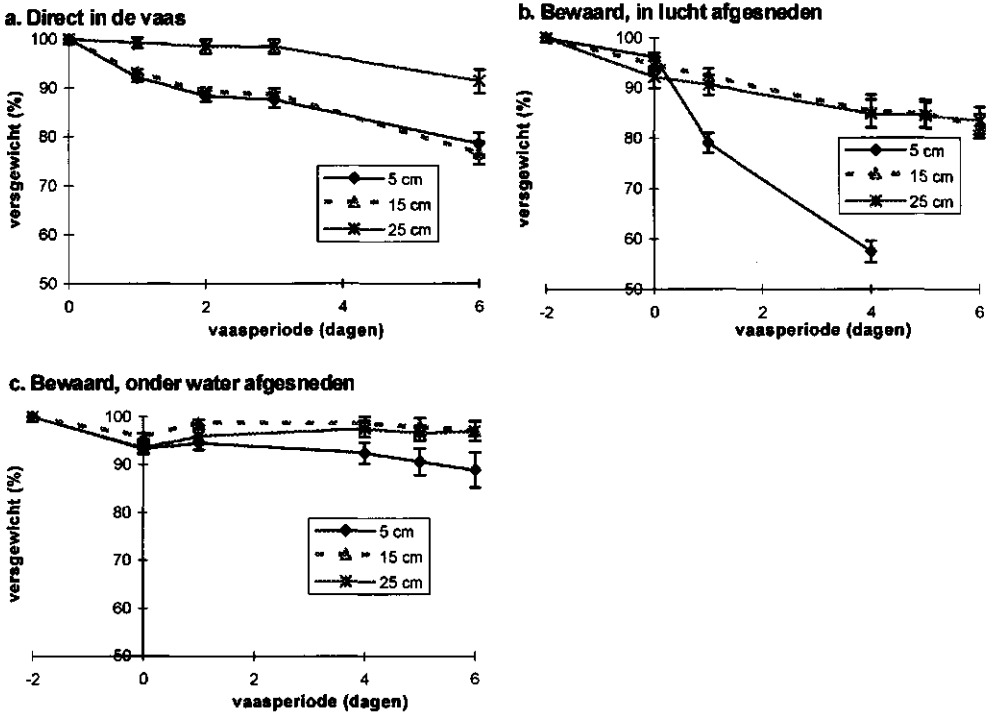 a. Direct in de vaas
versgewicht (%)
100
90
80
70
60
50
0
2
4
6
vaasperiode (dagen)
5 cm
15 cm
25 cm
b. Bewaard, in lucht afgesneden
versgewicht (%)
100
90
80
70
60
50
-2
0
2
4
6
vaasperiode (dagen)
5 cm
15 cm
25 cm
c. Bewaard, onder water afgesneden
versgewicht (%)
100
90
80
70
60
50
-2
0
2
4
6
vaasperiode (dagen)
5 cm
15 cm
25 cm